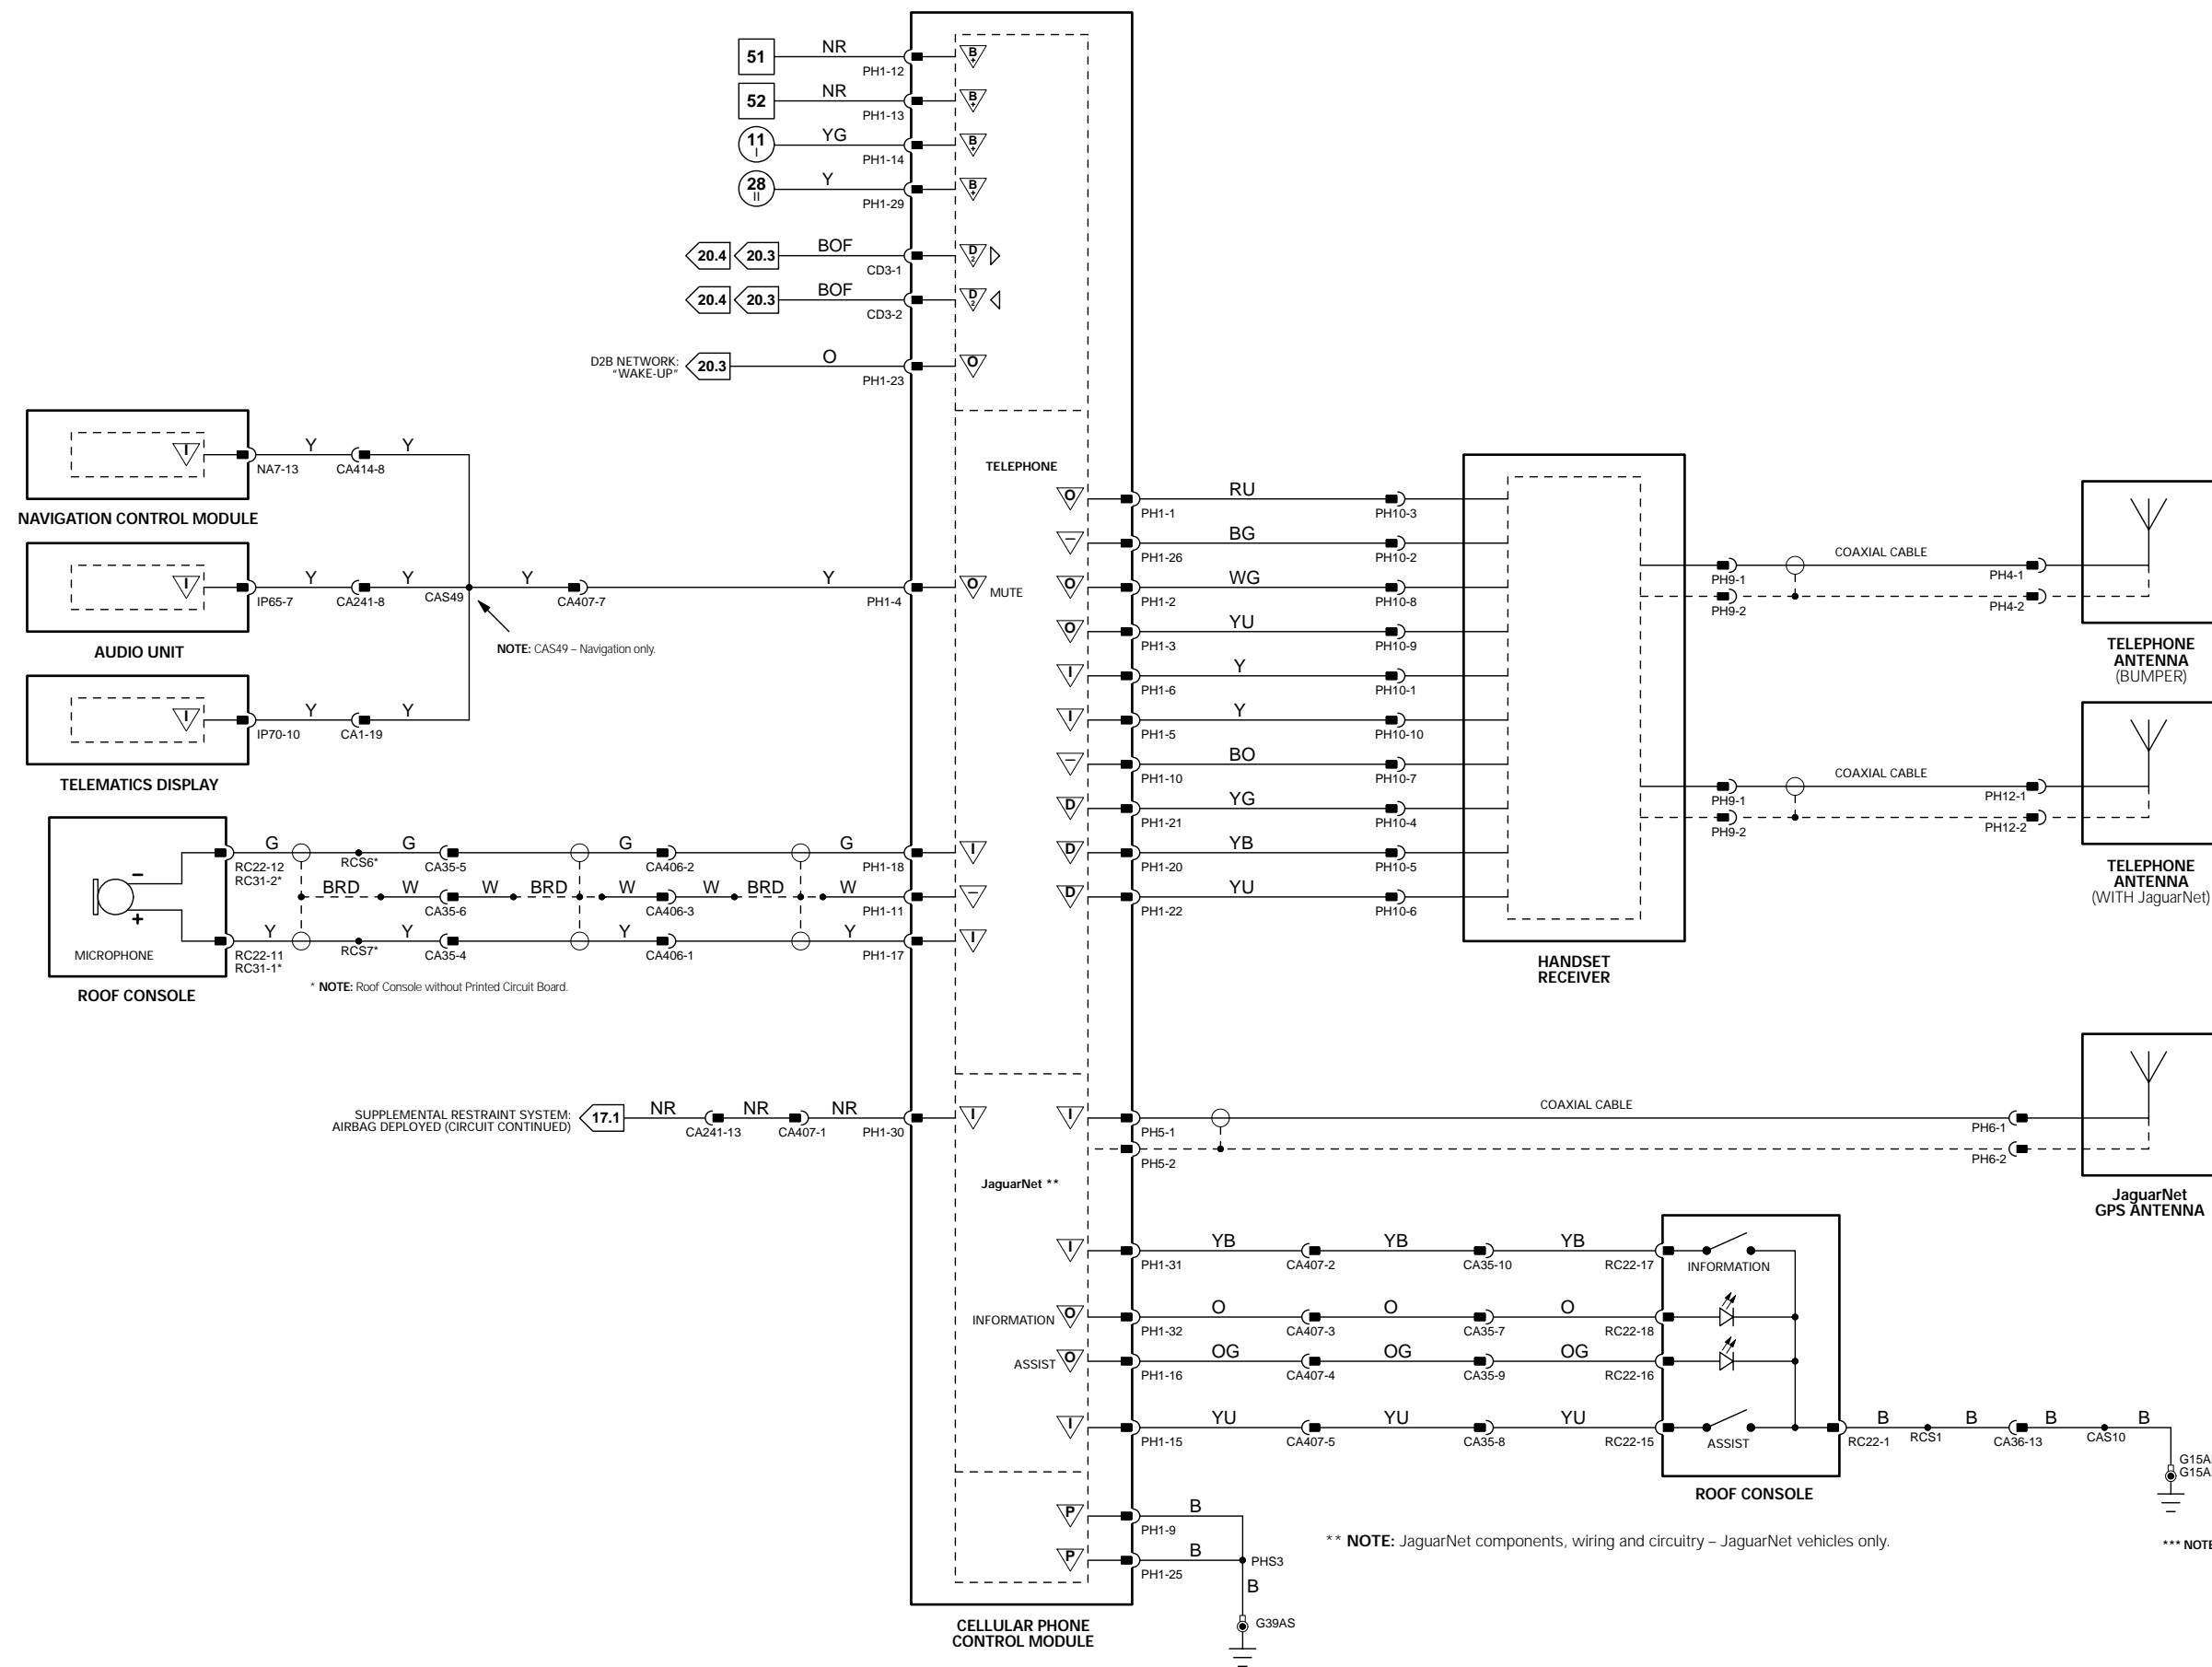 51 NR PH1-12 B+
52 NR PH1-13 B+
11 I YG PH1-14 B+
28 II Y PH1-29 B+
20.4 20.3 BOF CD3-1 D2
20.4 20.3 BOF CD3-2 D2
D2B NETWORK:
"WAKE-UP"
20.3 O PH1-23 O
I NA7-13 Y CA414-8 Y
NAVIGATION CONTROL MODULE
I IP65-7 Y CA241-8 Y CAS49 Y CA407-7 Y PH1-4 O MUTE
AUDIO UNIT
NOTE: CAS49 – Navigation only.
I IP70-10 Y CA1-19 Y
TELEMATICS DISPLAY
TELEPHONE
O PH1-1 RU PH10-3
– PH1-26 BG PH10-2
O PH1-2 WG PH10-8
O PH1-3 YU PH10-9
I PH1-6 Y PH10-1
I PH1-5 Y PH10-10
– PH1-10 BO PH10-7
D PH1-21 YG PH10-4
D PH1-20 YB PH10-5
D PH1-22 YU PH10-6
HANDSET
RECEIVER
PH9-1 COAXIAL CABLE PH4-1
PH9-2 PH4-2
TELEPHONE
ANTENNA
(BUMPER)
PH9-1 COAXIAL CABLE PH12-1
PH9-2 PH12-2
TELEPHONE
ANTENNA
(WITH JaguarNet)
– +
MICROPHONE
RC22-12
RC31-2*
G RCS6* G CA35-5 G CA406-2 G PH1-18 I
BRD W CA35-6 W BRD W CA406-3 W BRD W PH1-11 –
RC22-11
RC31-1*
Y RCS7* Y CA35-4 Y CA406-1 Y PH1-17 I
ROOF CONSOLE
* NOTE: Roof Console without Printed Circuit Board.
SUPPLEMENTAL RESTRAINT SYSTEM:
AIRBAG DEPLOYED (CIRCUIT CONTINUED)
17.1 NR CA241-13 NR CA407-1 NR PH1-30 I
I PH5-1 COAXIAL CABLE PH6-1
PH5-2 PH6-2
JaguarNet
GPS ANTENNA
JaguarNet **
I PH1-31 YB CA407-2 YB CA35-10 YB RC22-17 INFORMATION
INFORMATION O PH1-32 O CA407-3 O CA35-7 O RC22-18
ASSIST O PH1-16 OG CA407-4 OG CA35-9 OG RC22-16
I PH1-15 YU CA407-5 YU CA35-8 YU RC22-15 ASSIST
RC22-1 B RCS1 B CA36-13 B CAS10 B
G15A
G15A
ROOF CONSOLE
P PH1-9 B
P PH1-25 B PHS3
B
G39AS
** NOTE: JaguarNet components, wiring and circuitry – JaguarNet vehicles only.
*** NOTE
CELLULAR PHONE
CONTROL MODULE